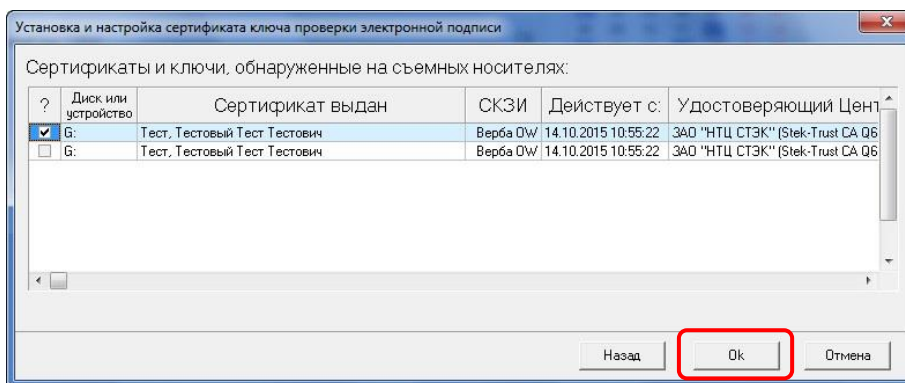 Установка и настройка сертификата ключа проверки электронной подписи
Сертификаты и ключи, обнаруженные на съемных носителях:
? Диск или устройство Сертификат выдан СКЗИ Действует с: Удостоверяющий Цент
G: Тест, Тестовый Тест Тестович Верба OW 14.10.2015 10:55:22 ЗАО "НТЦ СТЭК" (Stek-Trust CA Q6
G: Тест, Тестовый Тест Тестович Верба OW 14.10.2015 10:55:22 ЗАО "НТЦ СТЭК" (Stek-Trust CA Q6
Назад Ok Отмена